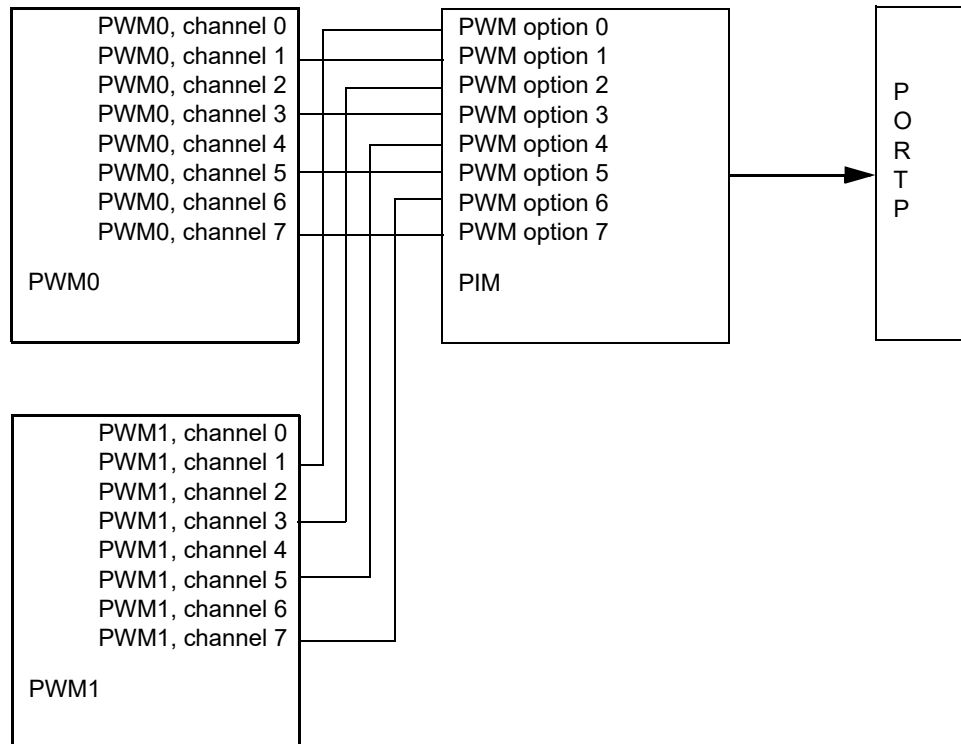 PWM0, channel 0
PWM0, channel 1
PWM0, channel 2
PWM0, channel 3
PWM0, channel 4
PWM0, channel 5
PWM0, channel 6
PWM0, channel 7
PWM0
PWM option 0
PWM option 1
PWM option 2
PWM option 3
PWM option 4
PWM option 5
PWM option 6
PWM option 7
PIM
P
O
R
T
P
PWM1, channel 0
PWM1, channel 1
PWM1, channel 2
PWM1, channel 3
PWM1, channel 4
PWM1, channel 5
PWM1, channel 6
PWM1, channel 7
PWM1